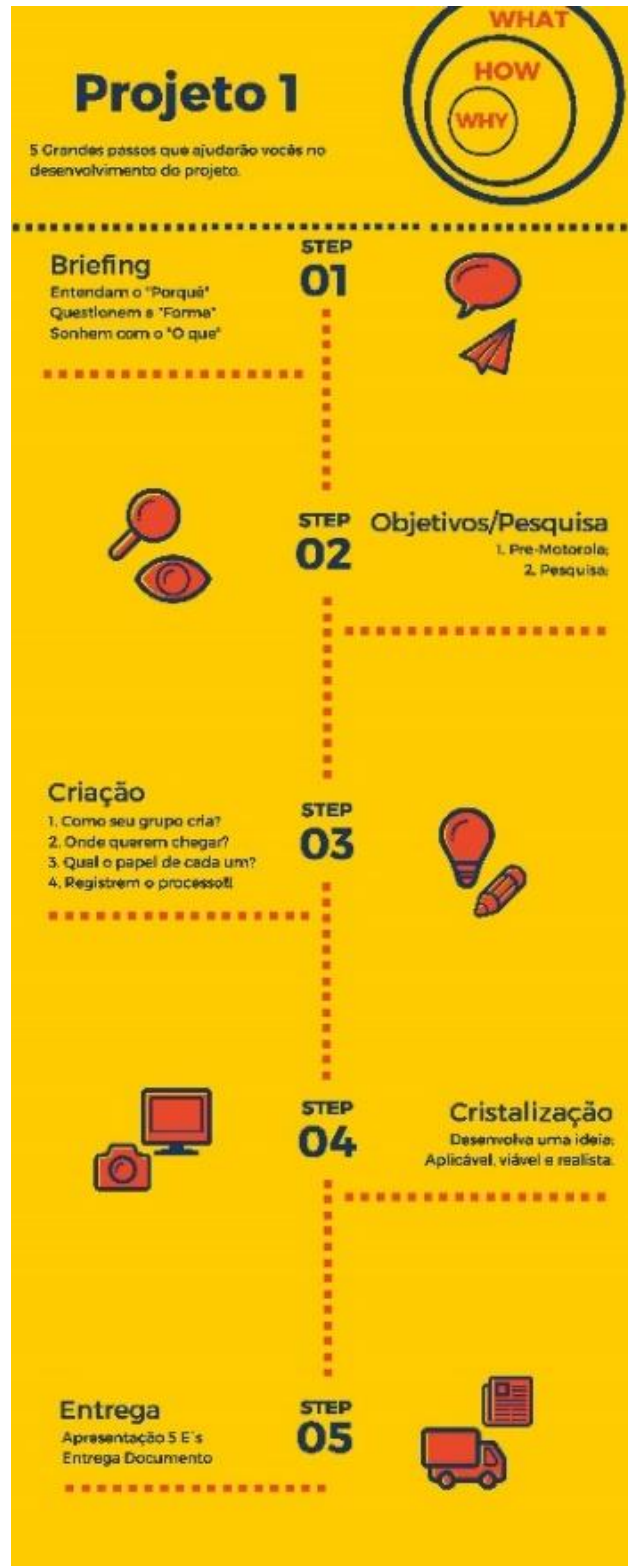 WHAT
HOW
WHY
Projeto 1
5 Grandes passos que ajudarão vocês no
desenvolvimento do projeto.
STEP
01
Briefing
Entendam o "Porquê"
Questionem a "Forma"
Sonhem com o "O que"
STEP
02
Objetivos/Pesquisa
1. Pre-Motorola;
2. Pesquisa;
Criação
1. Como seu grupo cria?
2. Onde querem chegar?
3. Qual o papel de cada um?
4. Registrem o processo!!!
STEP
03
STEP
04
Cristalização
Desenvolva uma ideia:
Aplicável, viável e realista.
Entrega
Apresentação 5 E`s
Entrega Documento
STEP
05